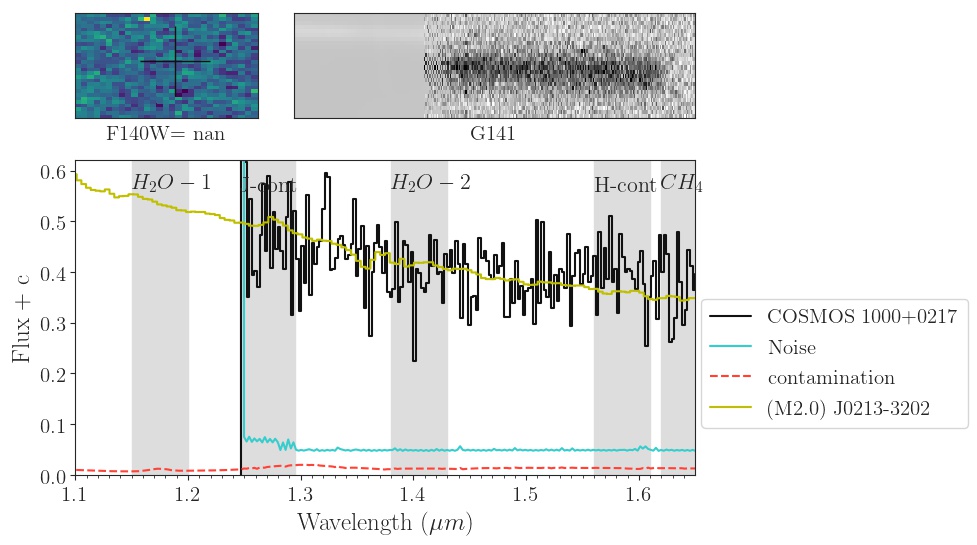 F140W= nan
G141
H₂O − 1
J-cont
H₂O − 2
H-cont
CH₄
0.6
0.5
0.4
0.3
0.2
0.1
0.0
Flux + c
1.1
1.2
1.3
1.4
1.5
1.6
Wavelength (μm)
COSMOS 1000+0217
Noise
contamination
(M2.0) J0213-3202